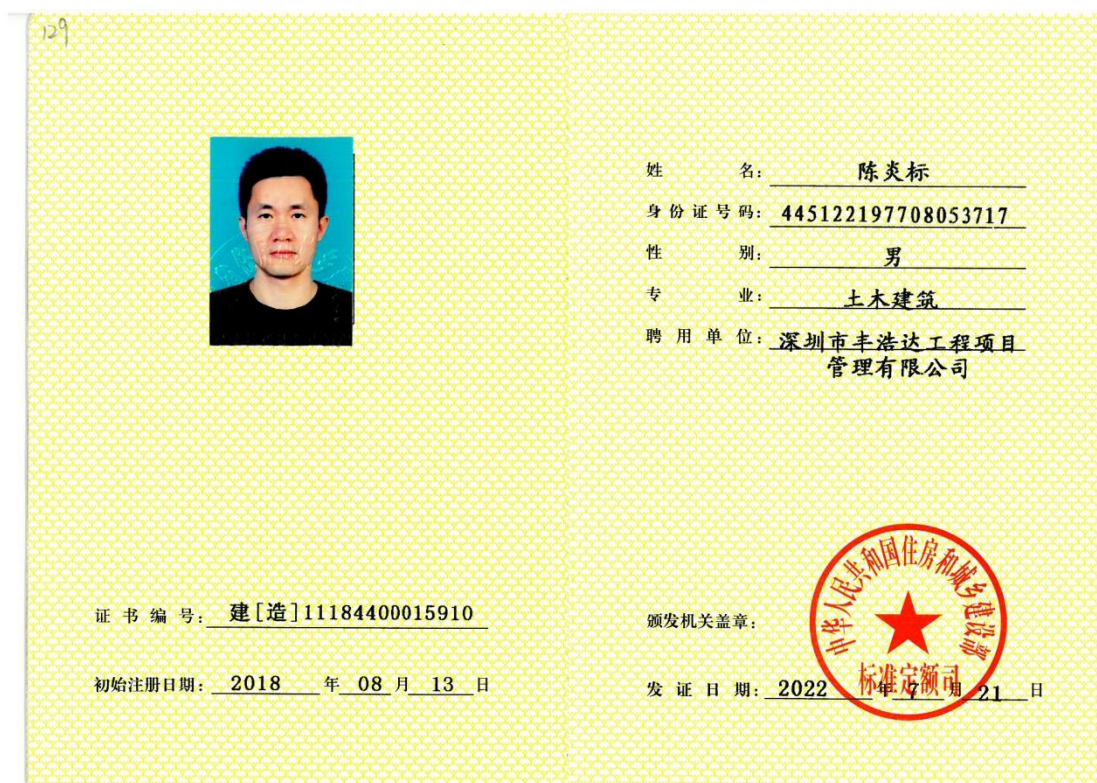 129
姓名：陈炎标
身份证号码：445122197708053717
性别：男
专业：土木建筑
聘用单位：深圳市丰浩达工程项目
管理有限公司
证书编号：建[造]11184400015910
初始注册日期：2018 年 08 月 13 日
颁发机关盖章：
中华人民共和国住房和城乡建设部
标准定额司
发证日期：2022 年 7 月 21 日